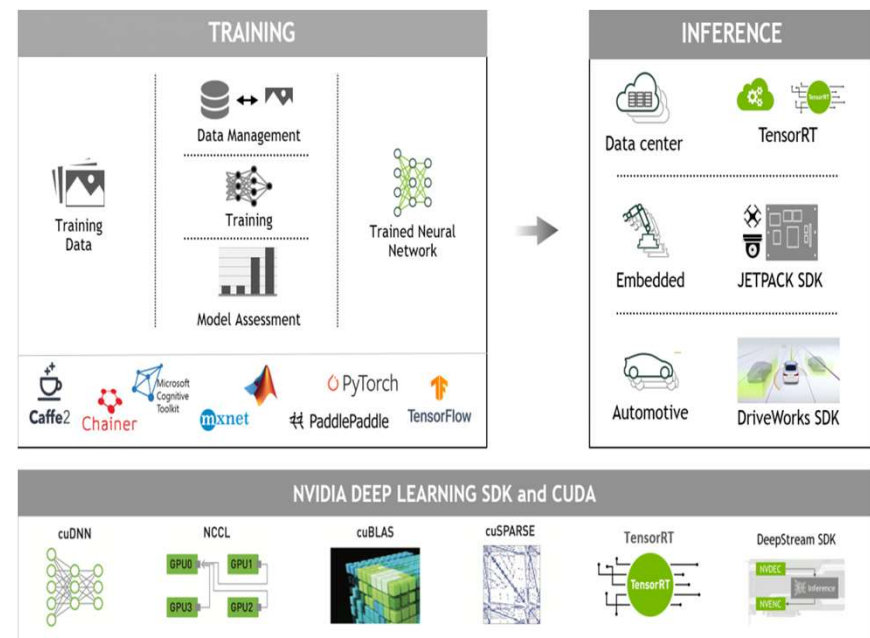 TRAINING
Data Management
Training
Data
Training
Model Assessment
Trained Neural
Network
Caffe2
Chainer
Microsoft
Cognitive
Toolkit
mxnet
PyTorch
PaddlePaddle
TensorFlow
INFERENCE
Data center
TensorRT
TensorRT
Embedded
JETPACK SDK
Automotive
DriveWorks SDK
NVIDIA DEEP LEARNING SDK and CUDA
cuDNN
NCCL
GPU0
GPU1
GPU3
GPU2
cuBLAS
cuSPARSE
TensorRT
TensorRT
DeepStream SDK
NVDEC
Inference
NVENC